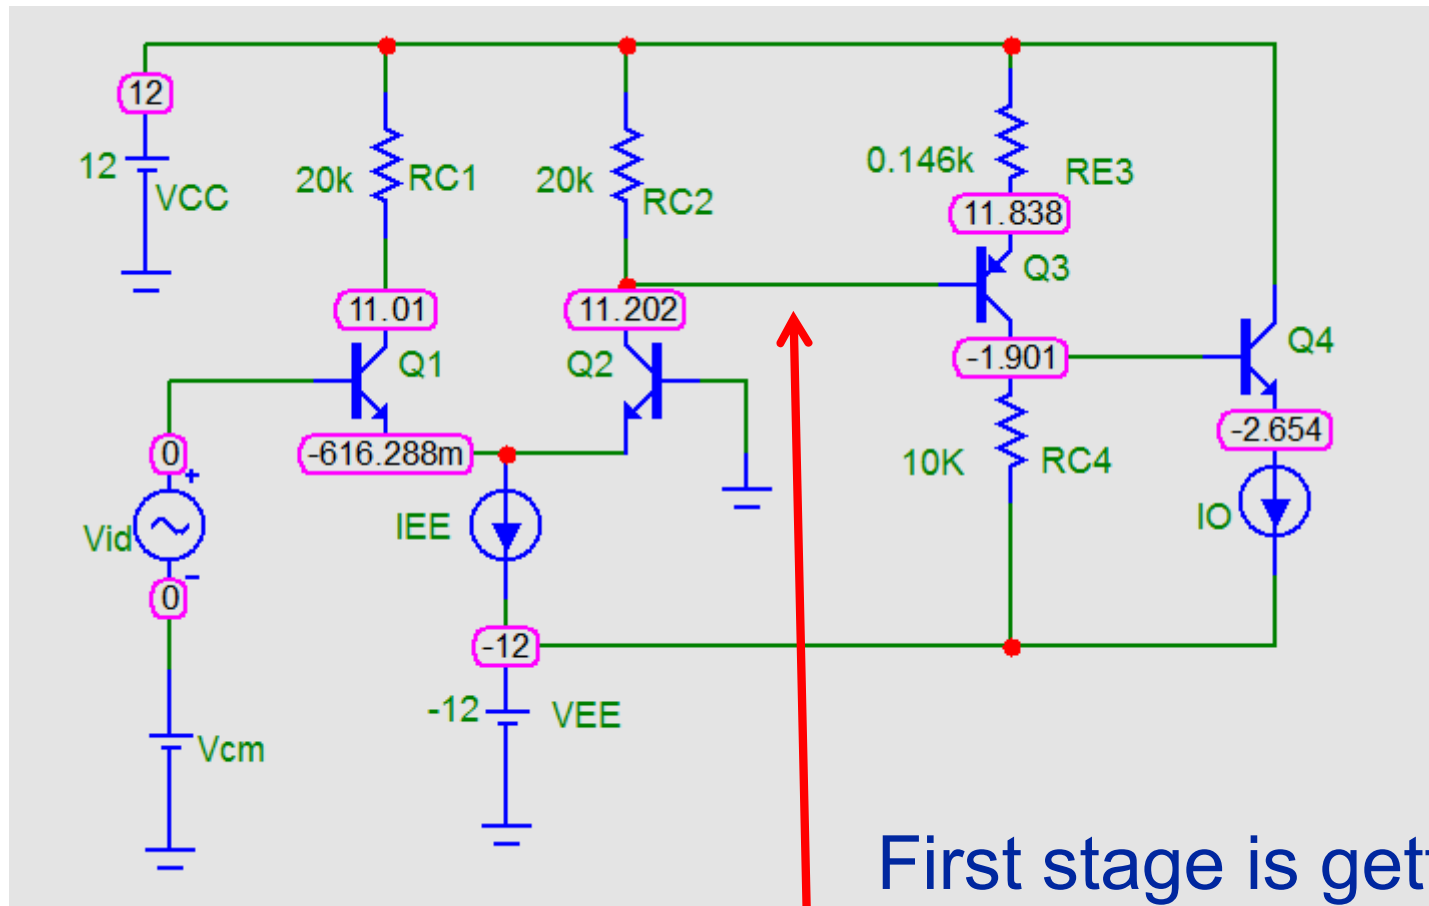 12
12
VCC
20k
RC1
20k
RC2
0.146k
RE3
11.838
Q3
11.01
11.202
Q1
Q2
-1.901
Q4
0
+
-616.288m
-2.654
10K
RC4
Vid
IEE
IO
-
0
-12
-12
VEE
Vcm
First stage is